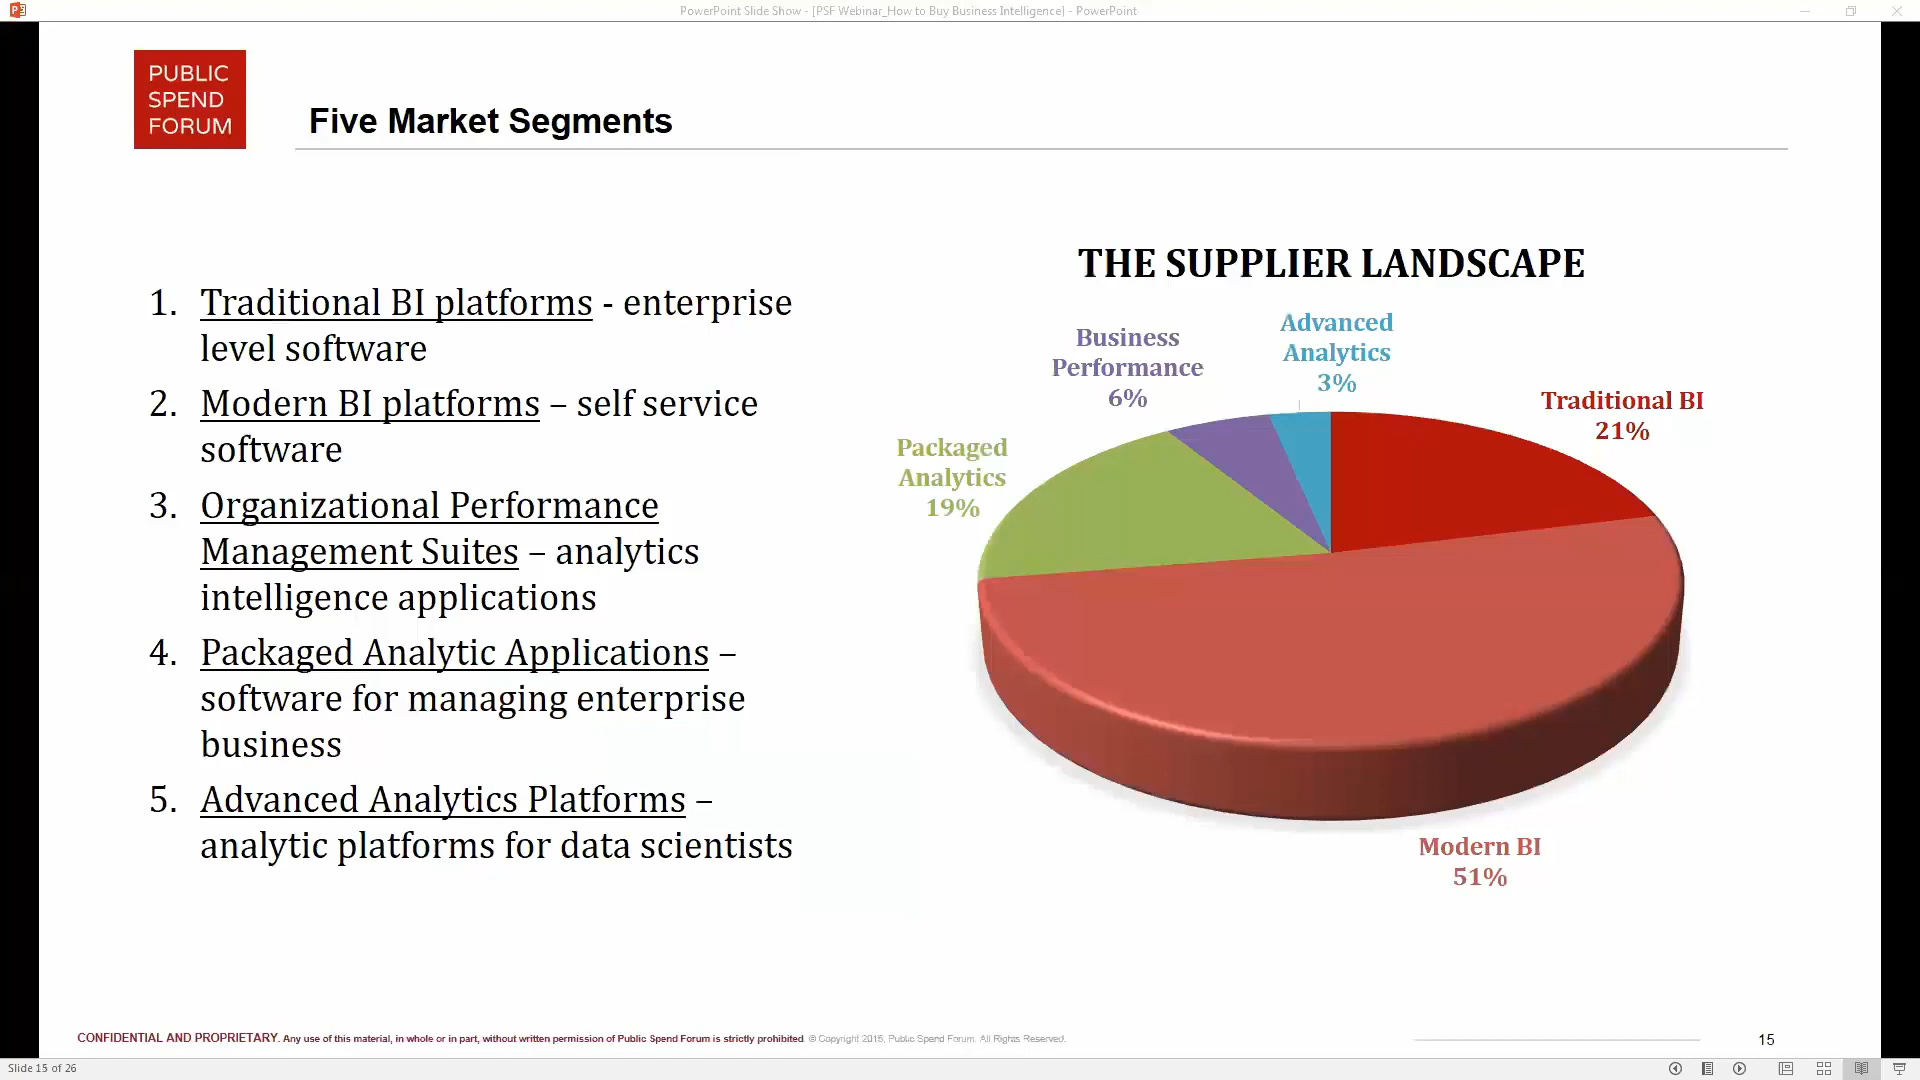 PowerPoint Slide Show - [PSF Webinar_How to Buy Business Intelligence] - PowerPoint
PUBLIC
SPEND
FORUM
Five Market Segments
1. Traditional BI platforms - enterprise
level software
2. Modern BI platforms – self service
software
3. Organizational Performance
Management Suites – analytics
intelligence applications
4. Packaged Analytic Applications –
software for managing enterprise
business
5. Advanced Analytics Platforms –
analytic platforms for data scientists
THE SUPPLIER LANDSCAPE
Business
Performance
6%
Advanced
Analytics
3%
Traditional BI
21%
Packaged
Analytics
19%
Modern BI
51%
CONFIDENTIAL AND PROPRIETARY. Any use of this material, in whole or in part, without written permission of Public Spend Forum is strictly prohibited. © Copyright 2015, Public Spend Forum. All Rights Reserved.
15
Slide 15 of 26